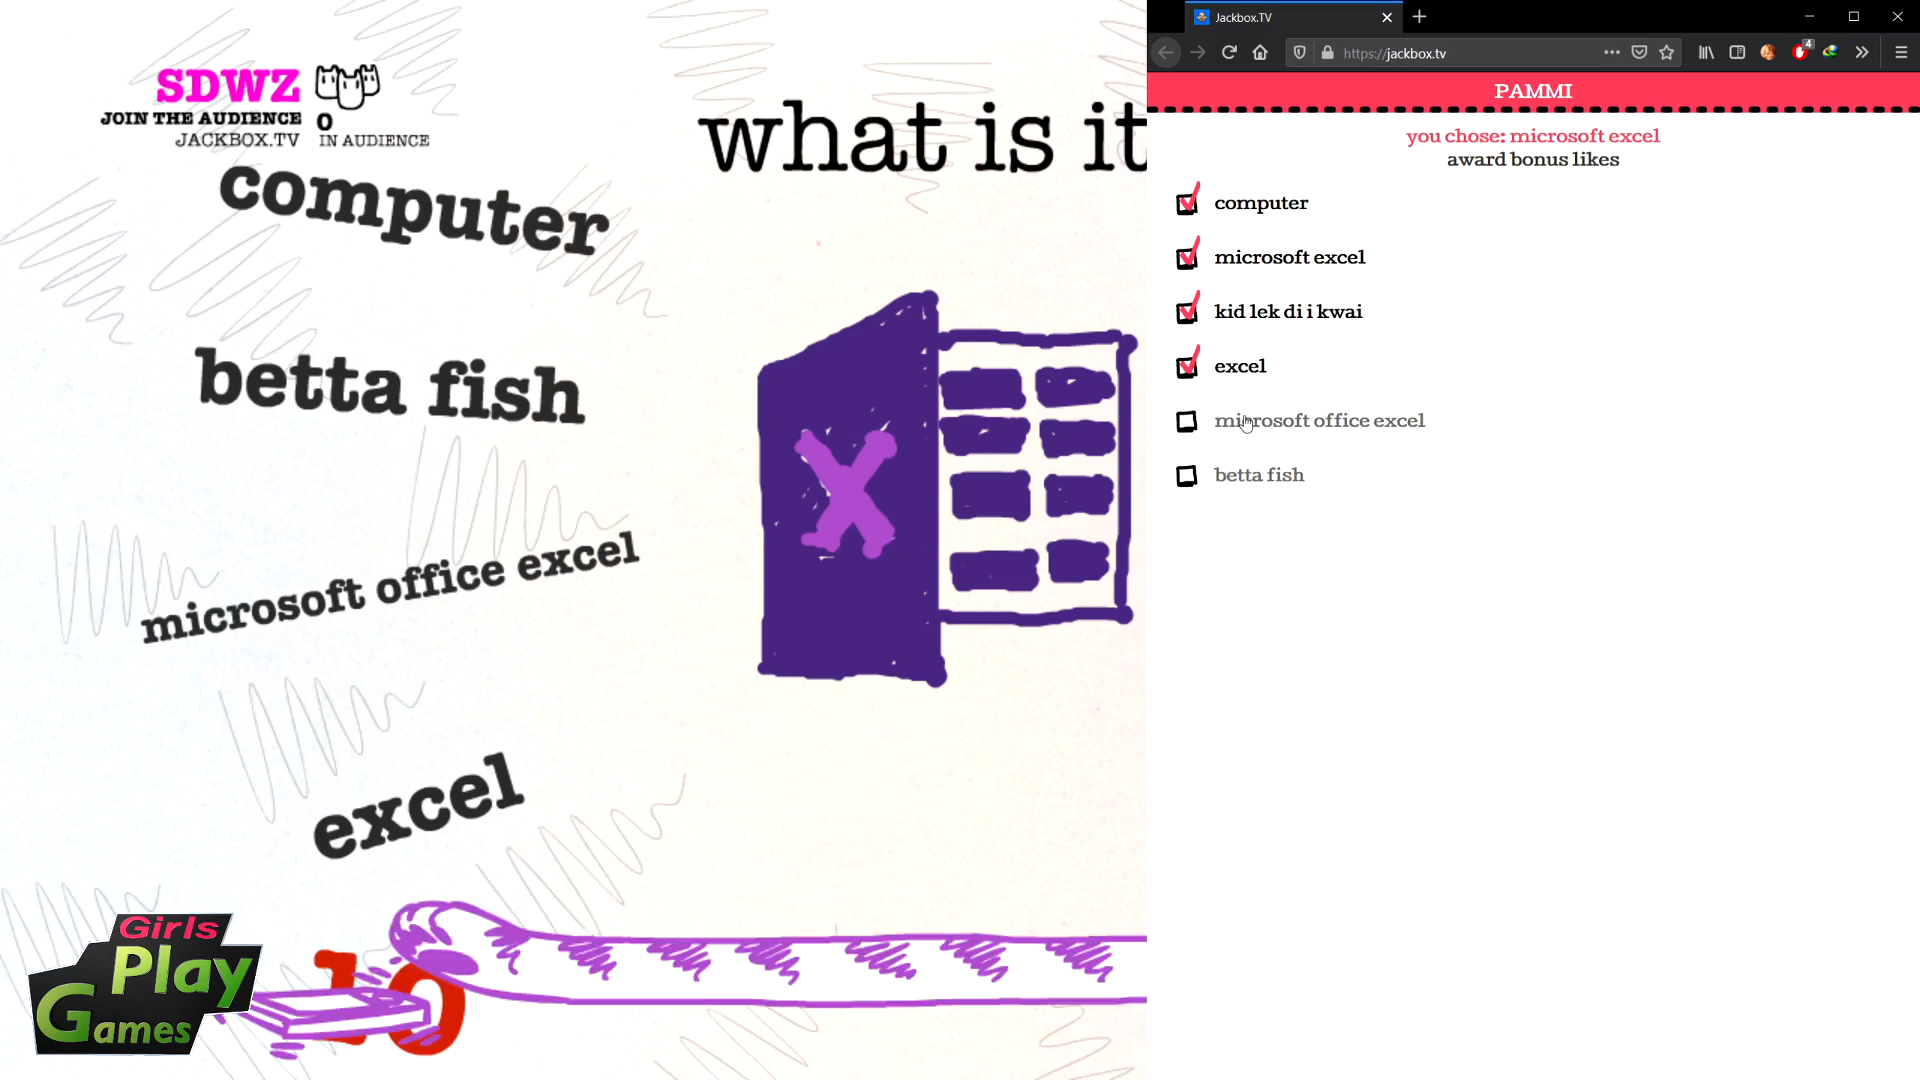 SDWZ
JOIN THE AUDIENCE
JACKBOX.TV
0
IN AUDIENCE
what is it
computer
betta fish
microsoft office excel
excel
X
10
Girls
Play
Games
Jackbox.TV
https://jackbox.tv
4
PAMMI
you chose: microsoft excel
award bonus likes
computer
microsoft excel
kid lek di i kwai
excel
microsoft office excel
betta fish